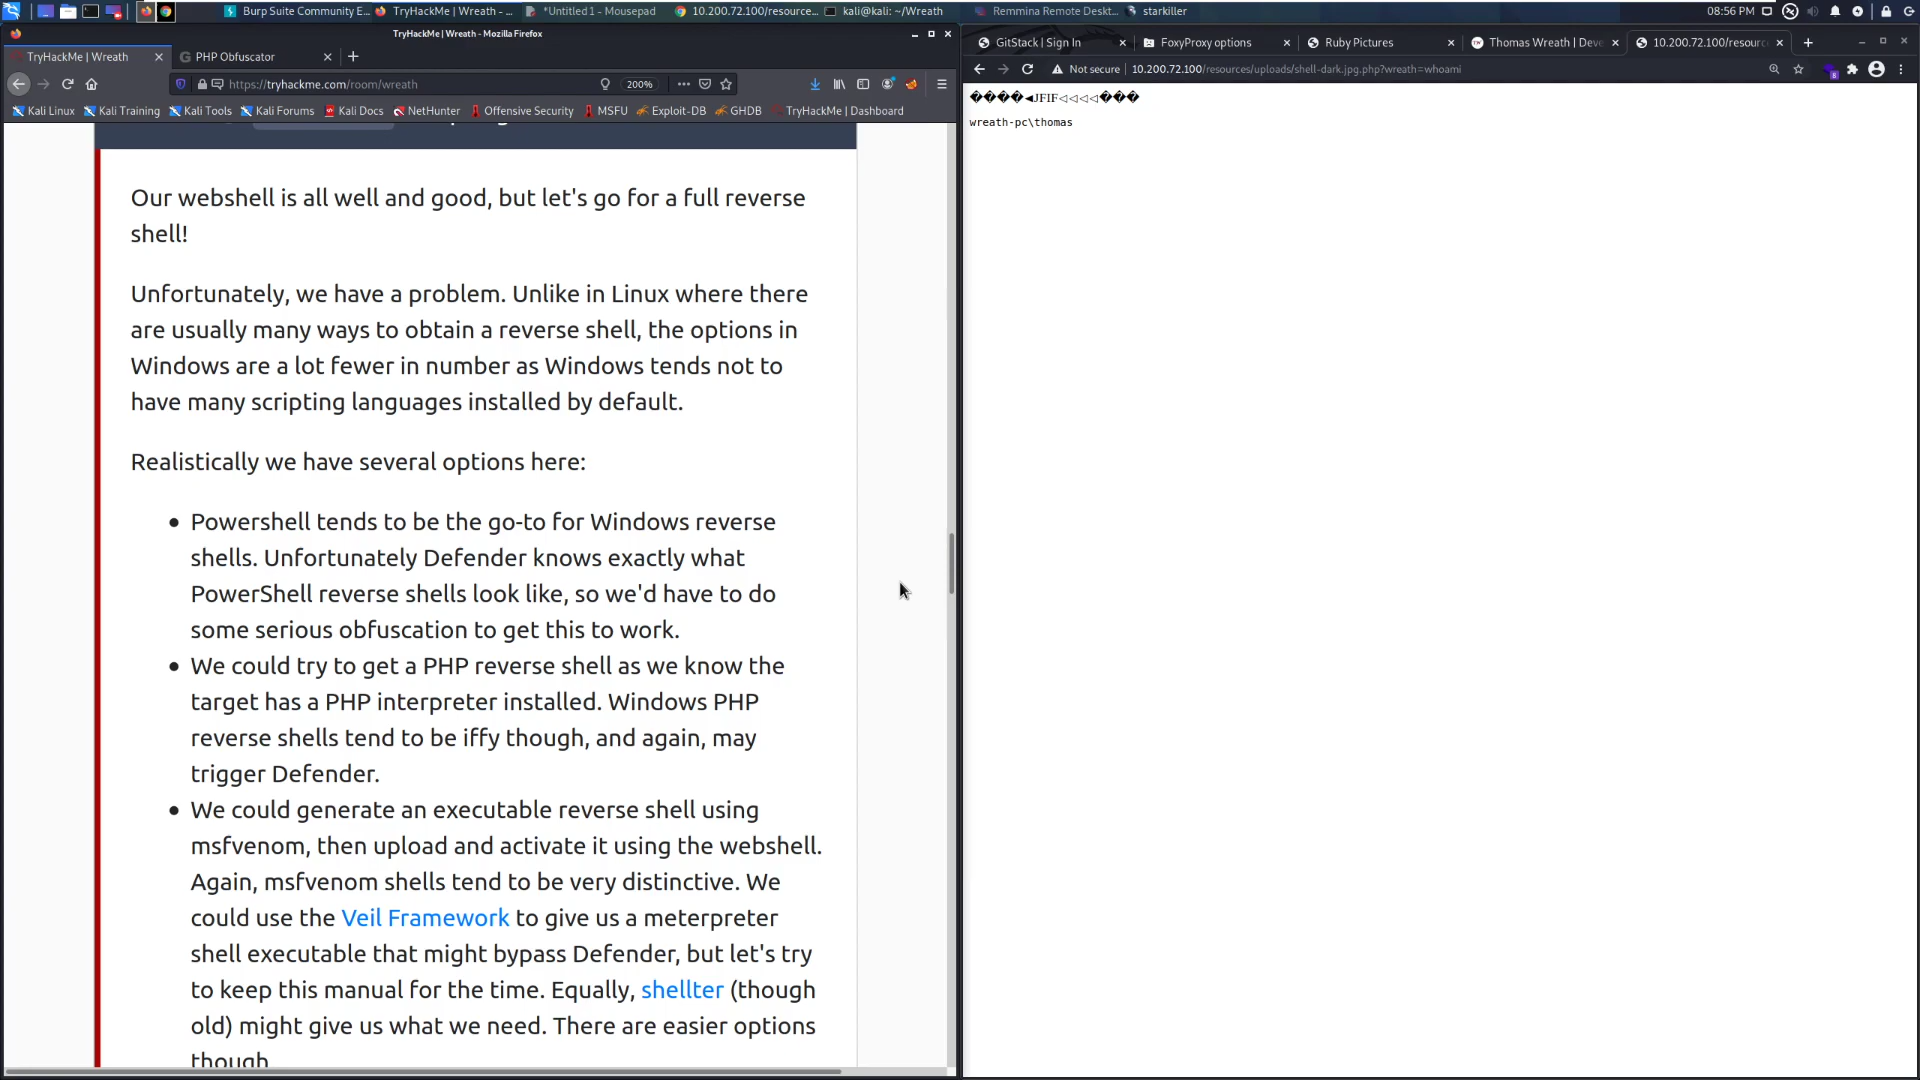 Burp Suite Community E...
TryHackMe | Wreath - ...
*Untitled 1 - Mousepad
10.200.72.100/resource...
kali@kali: ~/Wreath
Remmina Remote Deskt...
starkiller
08:56 PM
TryHackMe | Wreath - Mozilla Firefox
TryHackMe | Wreath
PHP Obfuscator
https://tryhackme.com/room/wreath
200%
Kali Linux
Kali Training
Kali Tools
Kali Forums
Kali Docs
NetHunter
Offensive Security
MSFU
Exploit-DB
GHDB
TryHackMe | Dashboard
Our webshell is all well and good, but let's go for a full reverse
shell!
Unfortunately, we have a problem. Unlike in Linux where there
are usually many ways to obtain a reverse shell, the options in
Windows are a lot fewer in number as Windows tends not to
have many scripting languages installed by default.
Realistically we have several options here:
• Powershell tends to be the go-to for Windows reverse
shells. Unfortunately Defender knows exactly what
PowerShell reverse shells look like, so we'd have to do
some serious obfuscation to get this to work.
• We could try to get a PHP reverse shell as we know the
target has a PHP interpreter installed. Windows PHP
reverse shells tend to be iffy though, and again, may
trigger Defender.
• We could generate an executable reverse shell using
msfvenom, then upload and activate it using the webshell.
Again, msfvenom shells tend to be very distinctive. We
could use the Veil Framework to give us a meterpreter
shell executable that might bypass Defender, but let's try
to keep this manual for the time. Equally, shellter (though
old) might give us what we need. There are easier options
though
GitStack | Sign In
FoxyProxy options
Ruby Pictures
Thomas Wreath | Deve
10.200.72.100/resourc
Not secure
10.200.72.100/resources/uploads/shell-dark.jpg.php?wreath=whoami
����◄JFIF◁◁◁◁���
wreath-pc\thomas